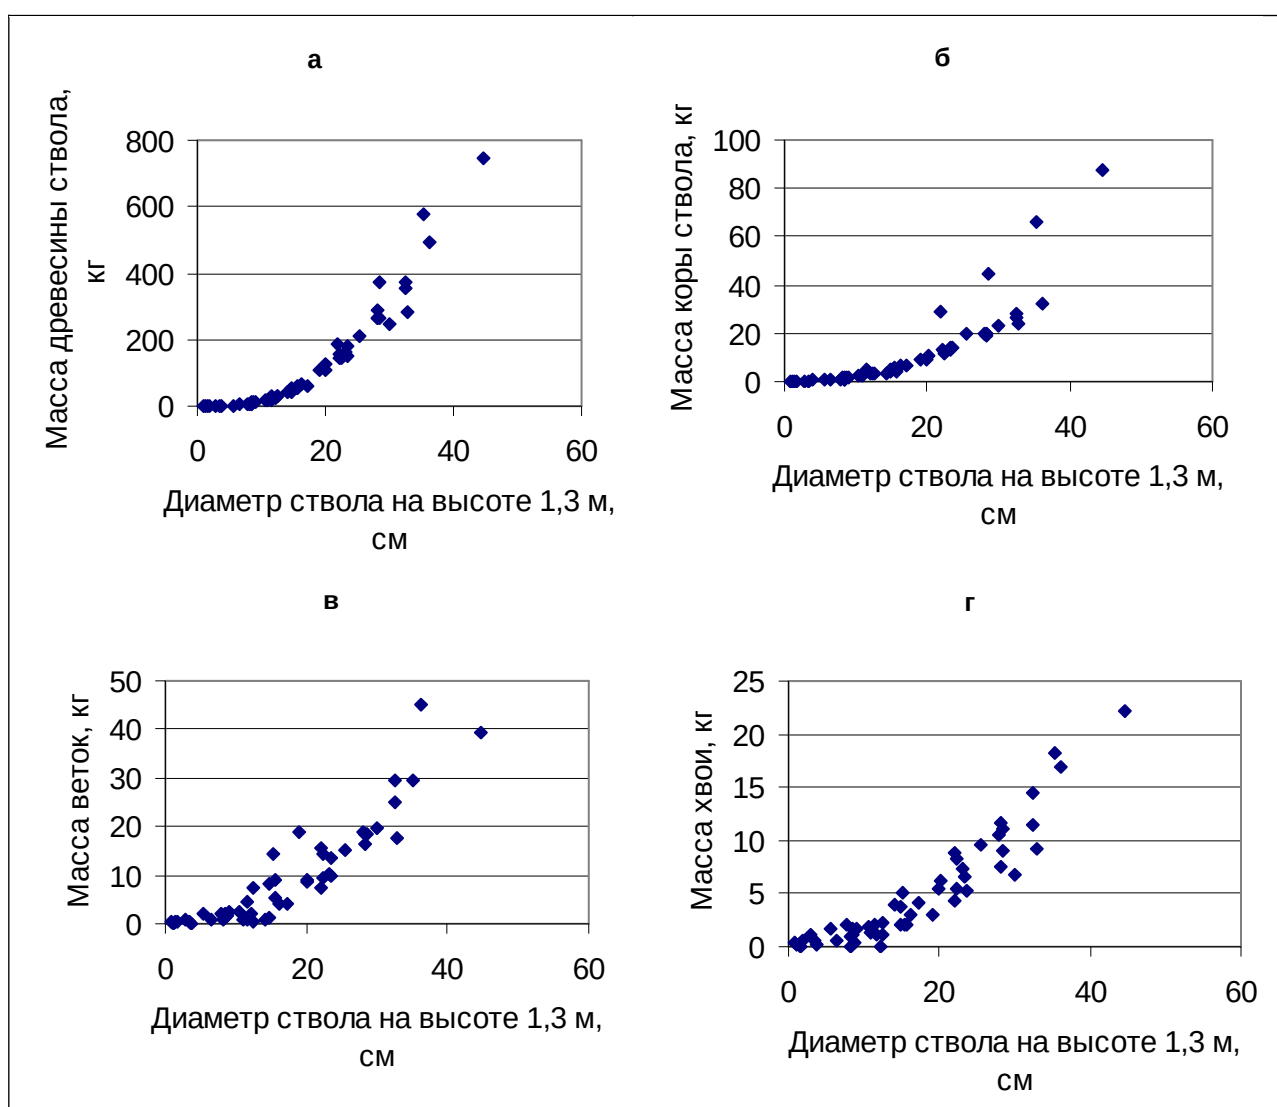 а
Масса древесины ствола,
кг
800
600
400
200
0
0 20 40 60
Диаметр ствола на высоте 1,3 м,
см
б
Масса коры ствола, кг
100
80
60
40
20
0
0 20 40 60
Диаметр ствола на высоте 1,3 м,
см
в
Масса веток, кг
50
40
30
20
10
0
0 20 40 60
Диаметр ствола на высоте 1,3 м,
см
г
Масса хвои, кг
25
20
15
10
5
0
0 20 40 60
Диаметр ствола на высоте 1,3 м,
см